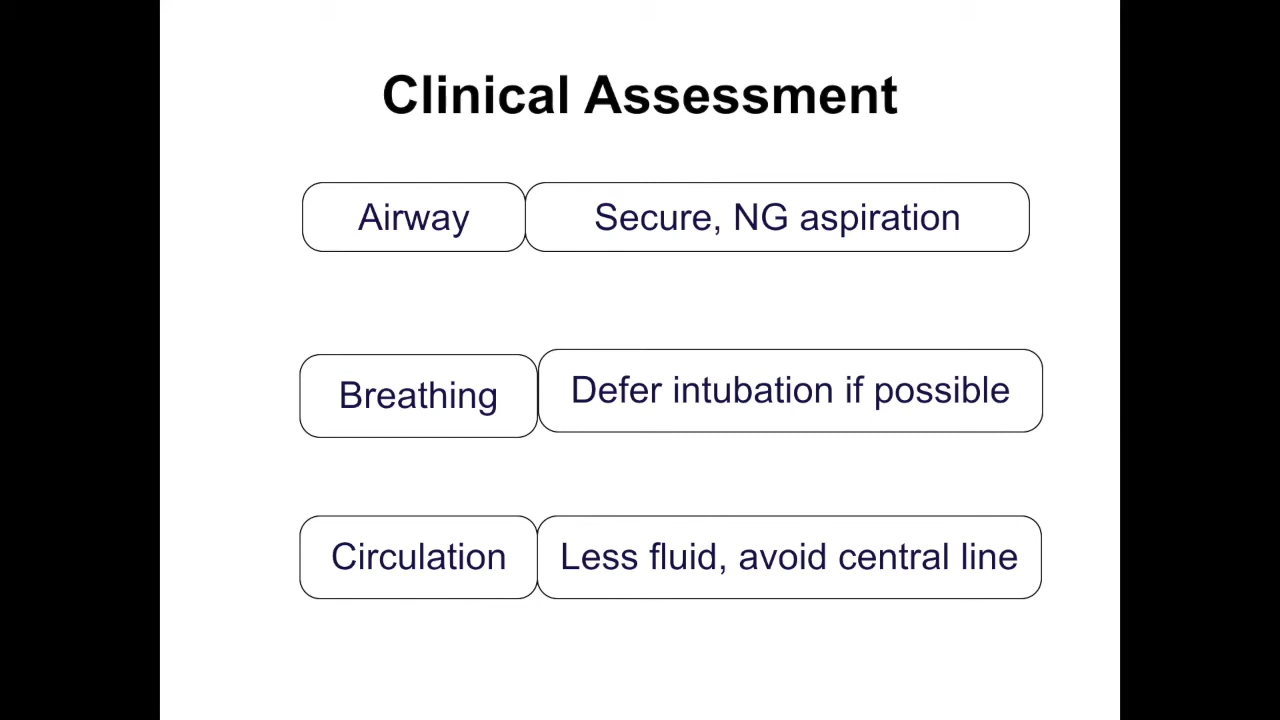 Clinical Assessment
Airway
Secure, NG aspiration
Breathing
Defer intubation if possible
Circulation
Less fluid, avoid central line